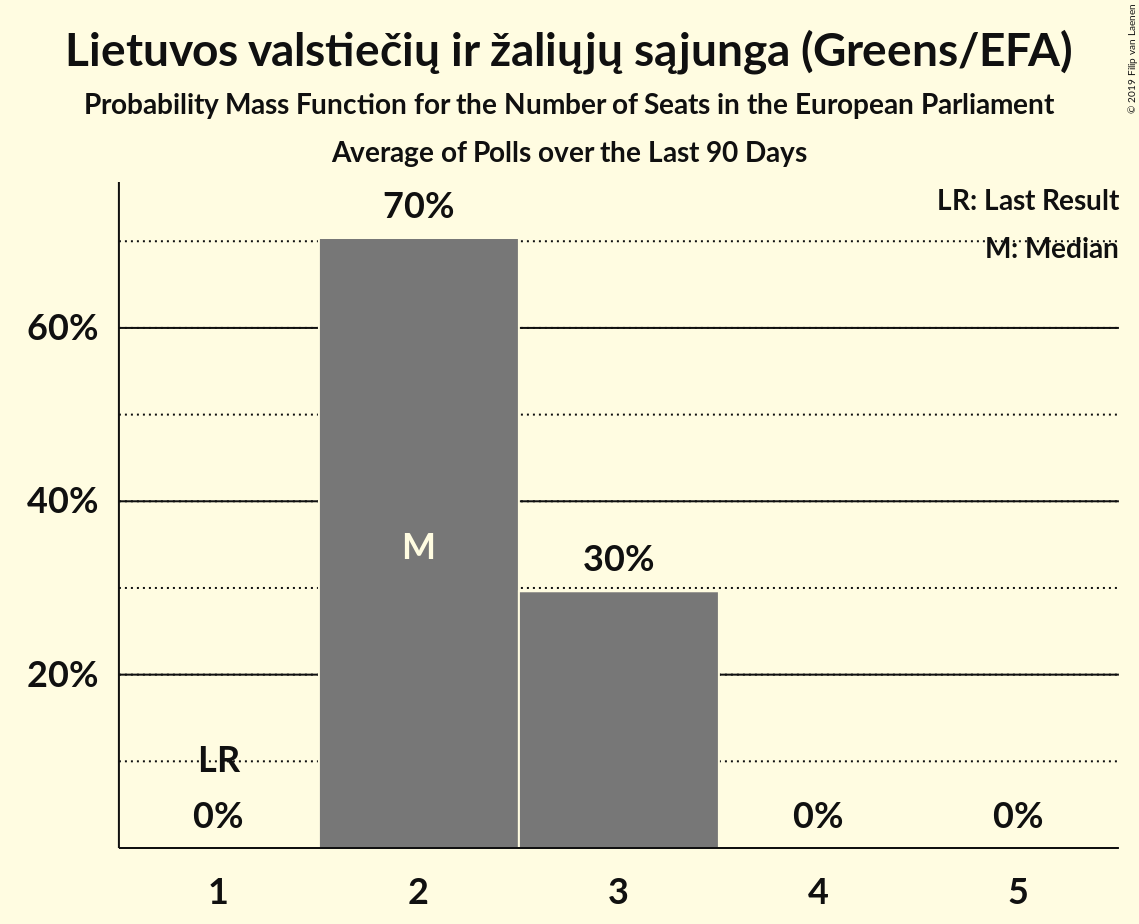 Lietuvos valstiečių ir žaliųjų sąjunga (Greens/EFA)
Probability Mass Function for the Number of Seats in the European Parliament
Average of Polls over the Last 90 Days
© 2019 Filip van Laenen
LR: Last Result
M: Median
70%
60%
40%
M
30%
20%
LR
0%
0%
0%
1
2
3
4
5